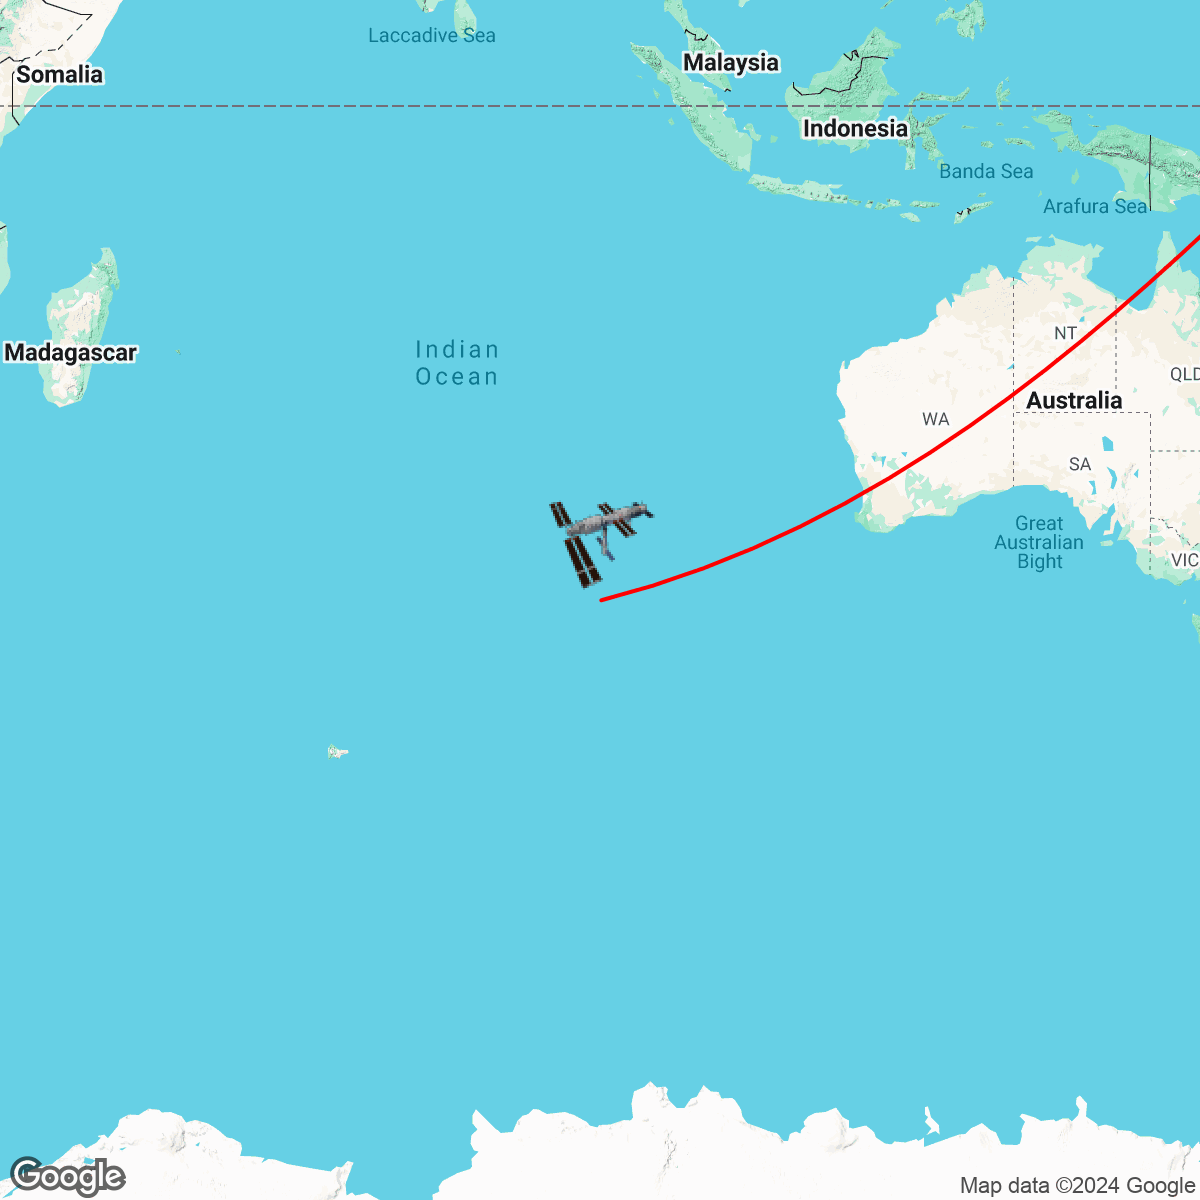 Laccadive Sea
Somalia
Malaysia
Indonesia
Banda Sea
Arafura Sea
Madagascar
Indian
Ocean
NT
QLD
Australia
WA
SA
Great
Australian
Bight
VIC
Google
Map data ©2024 Google